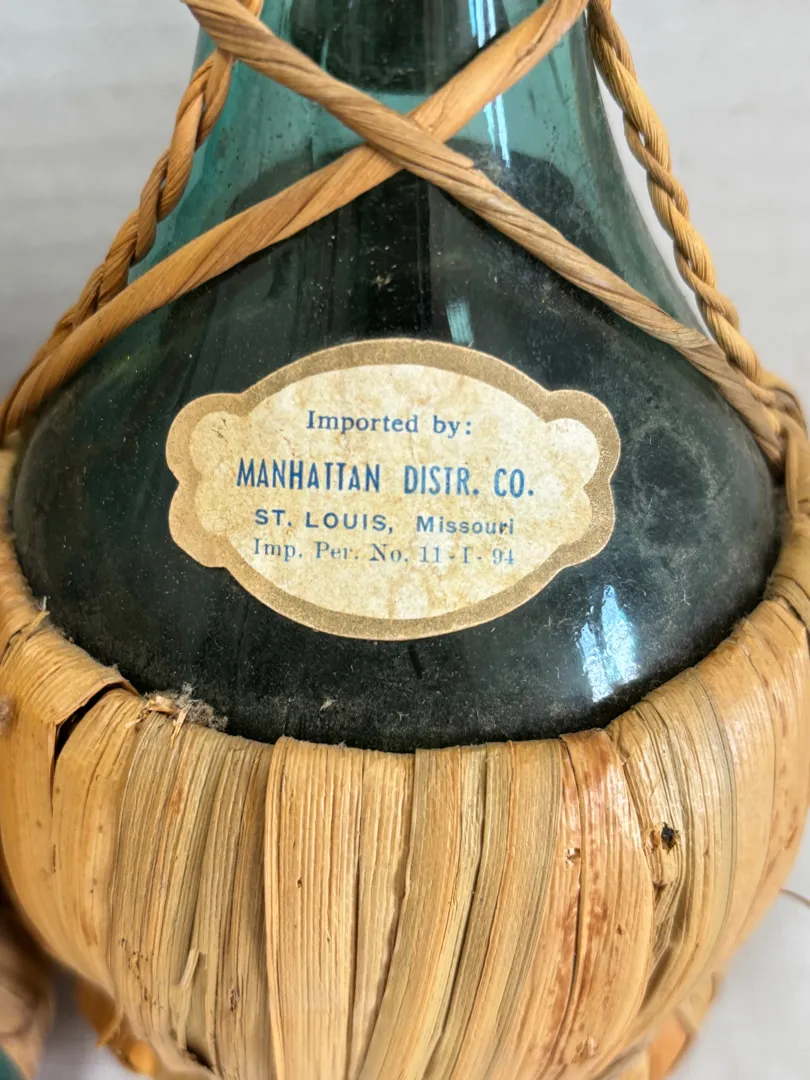 Imported by:
MANHATTAN DISTR. CO.
ST. LOUIS, Missouri
Imp. Per. No. 11-I-94